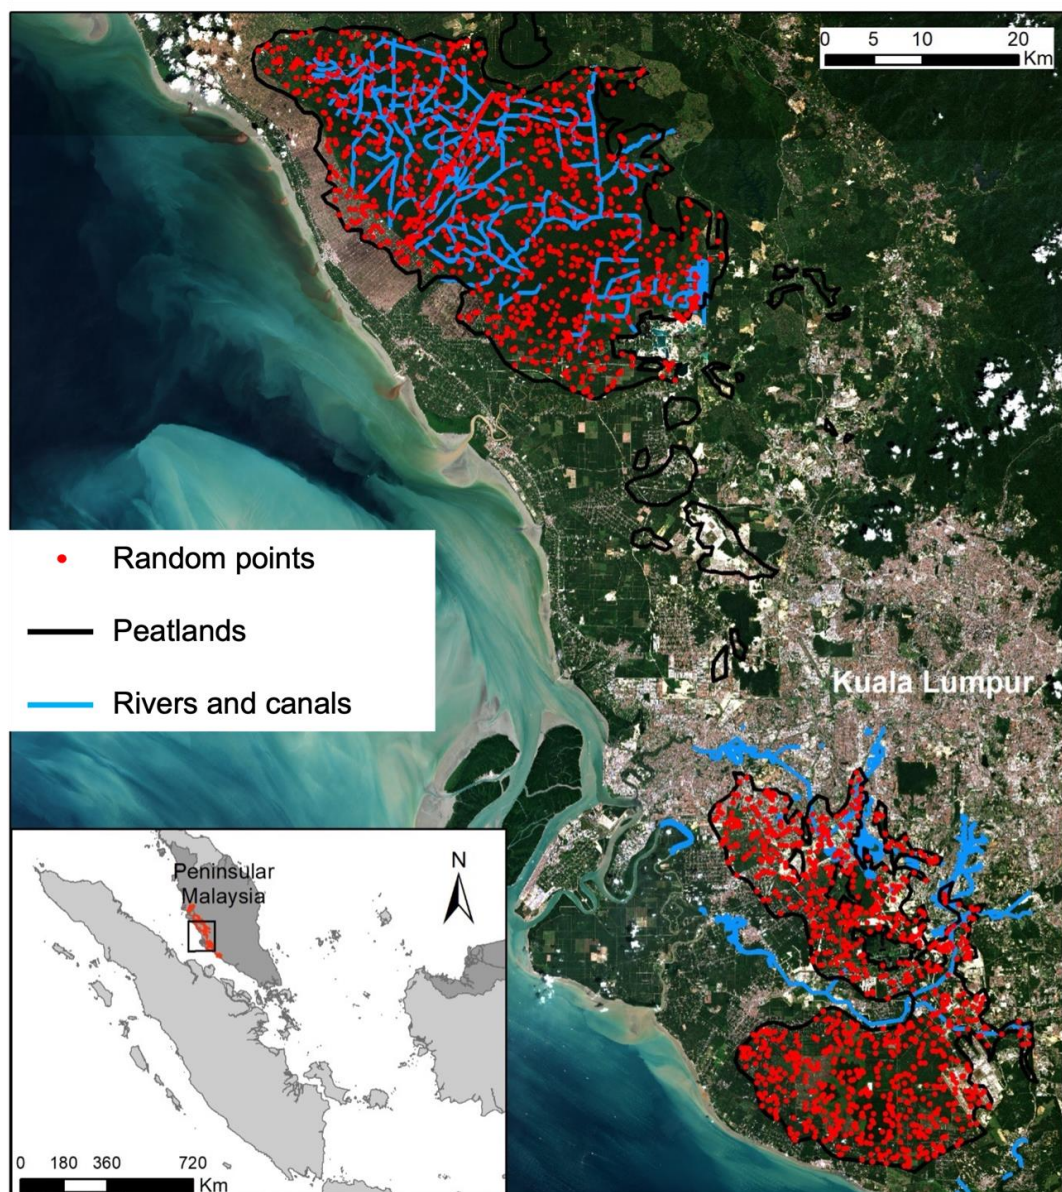 0 5 10 20
Km
Random points
Peatlands
Rivers and canals
Kuala Lumpur
Peninsular
Malaysia
N
0 180 360 720
Km